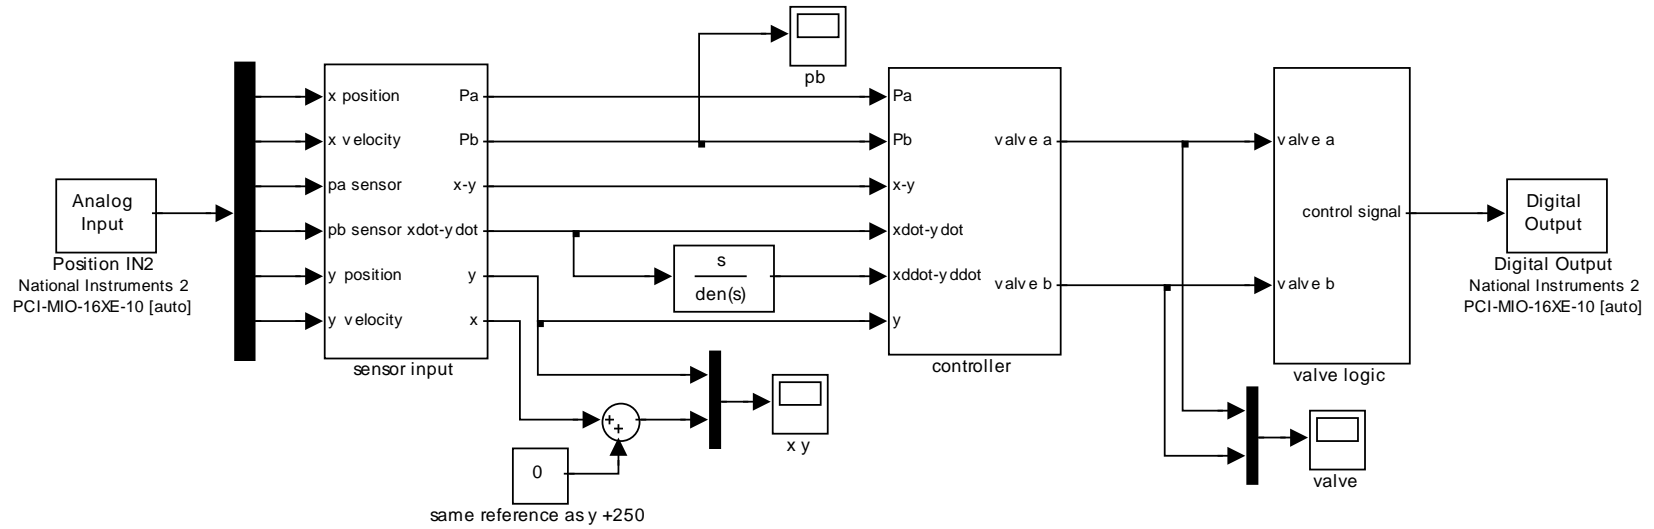 Analog
Input
Position IN2
National Instruments 2
PCI-MIO-16XE-10 [auto]
x position
x velocity
pa sensor
pb sensor
y position
y velocity
Pa
Pb
x-y
xdot-ydot
y
x
sensor input
pb
s
den(s)
+
+
0
same reference as y +250
x y
Pa
Pb
x-y
xdot-ydot
xddot-yddot
y
valve a
valve b
controller
valve a
valve b
control signal
valve logic
valve
Digital
Output
Digital Output
National Instruments 2
PCI-MIO-16XE-10 [auto]